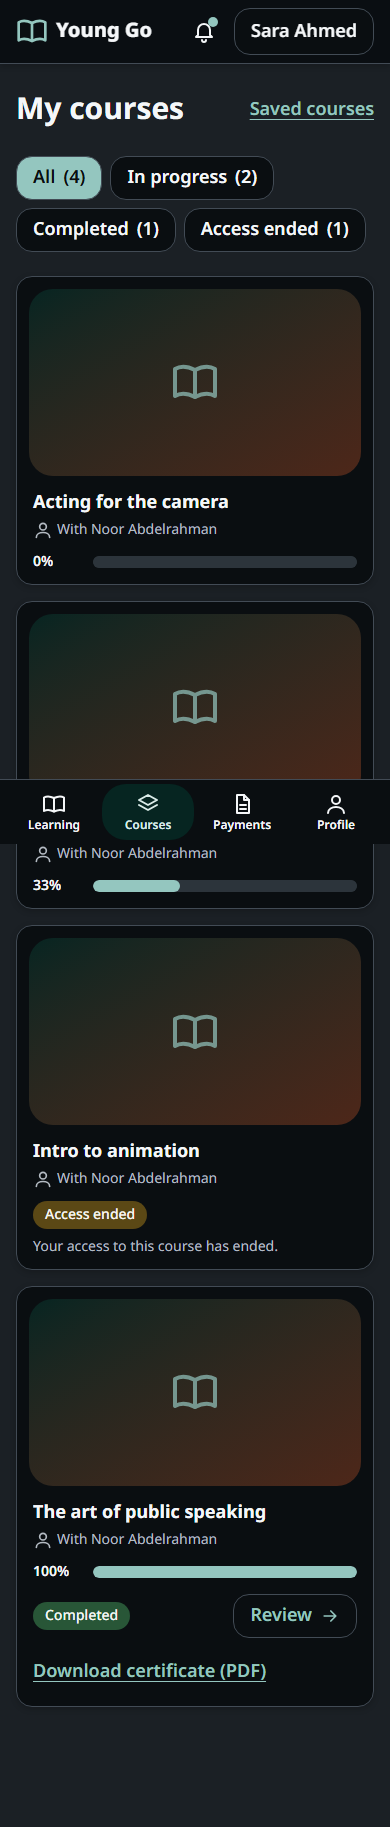 Young Go
Sara Ahmed
My courses
Saved courses
All (4)
In progress (2)
Completed (1)
Access ended (1)
Acting for the camera
With Noor Abdelrahman
0%
Learning
Courses
Payments
Profile
With Noor Abdelrahman
33%
Intro to animation
With Noor Abdelrahman
Access ended
Your access to this course has ended.
The art of public speaking
With Noor Abdelrahman
100%
Completed
Review
Download certificate (PDF)